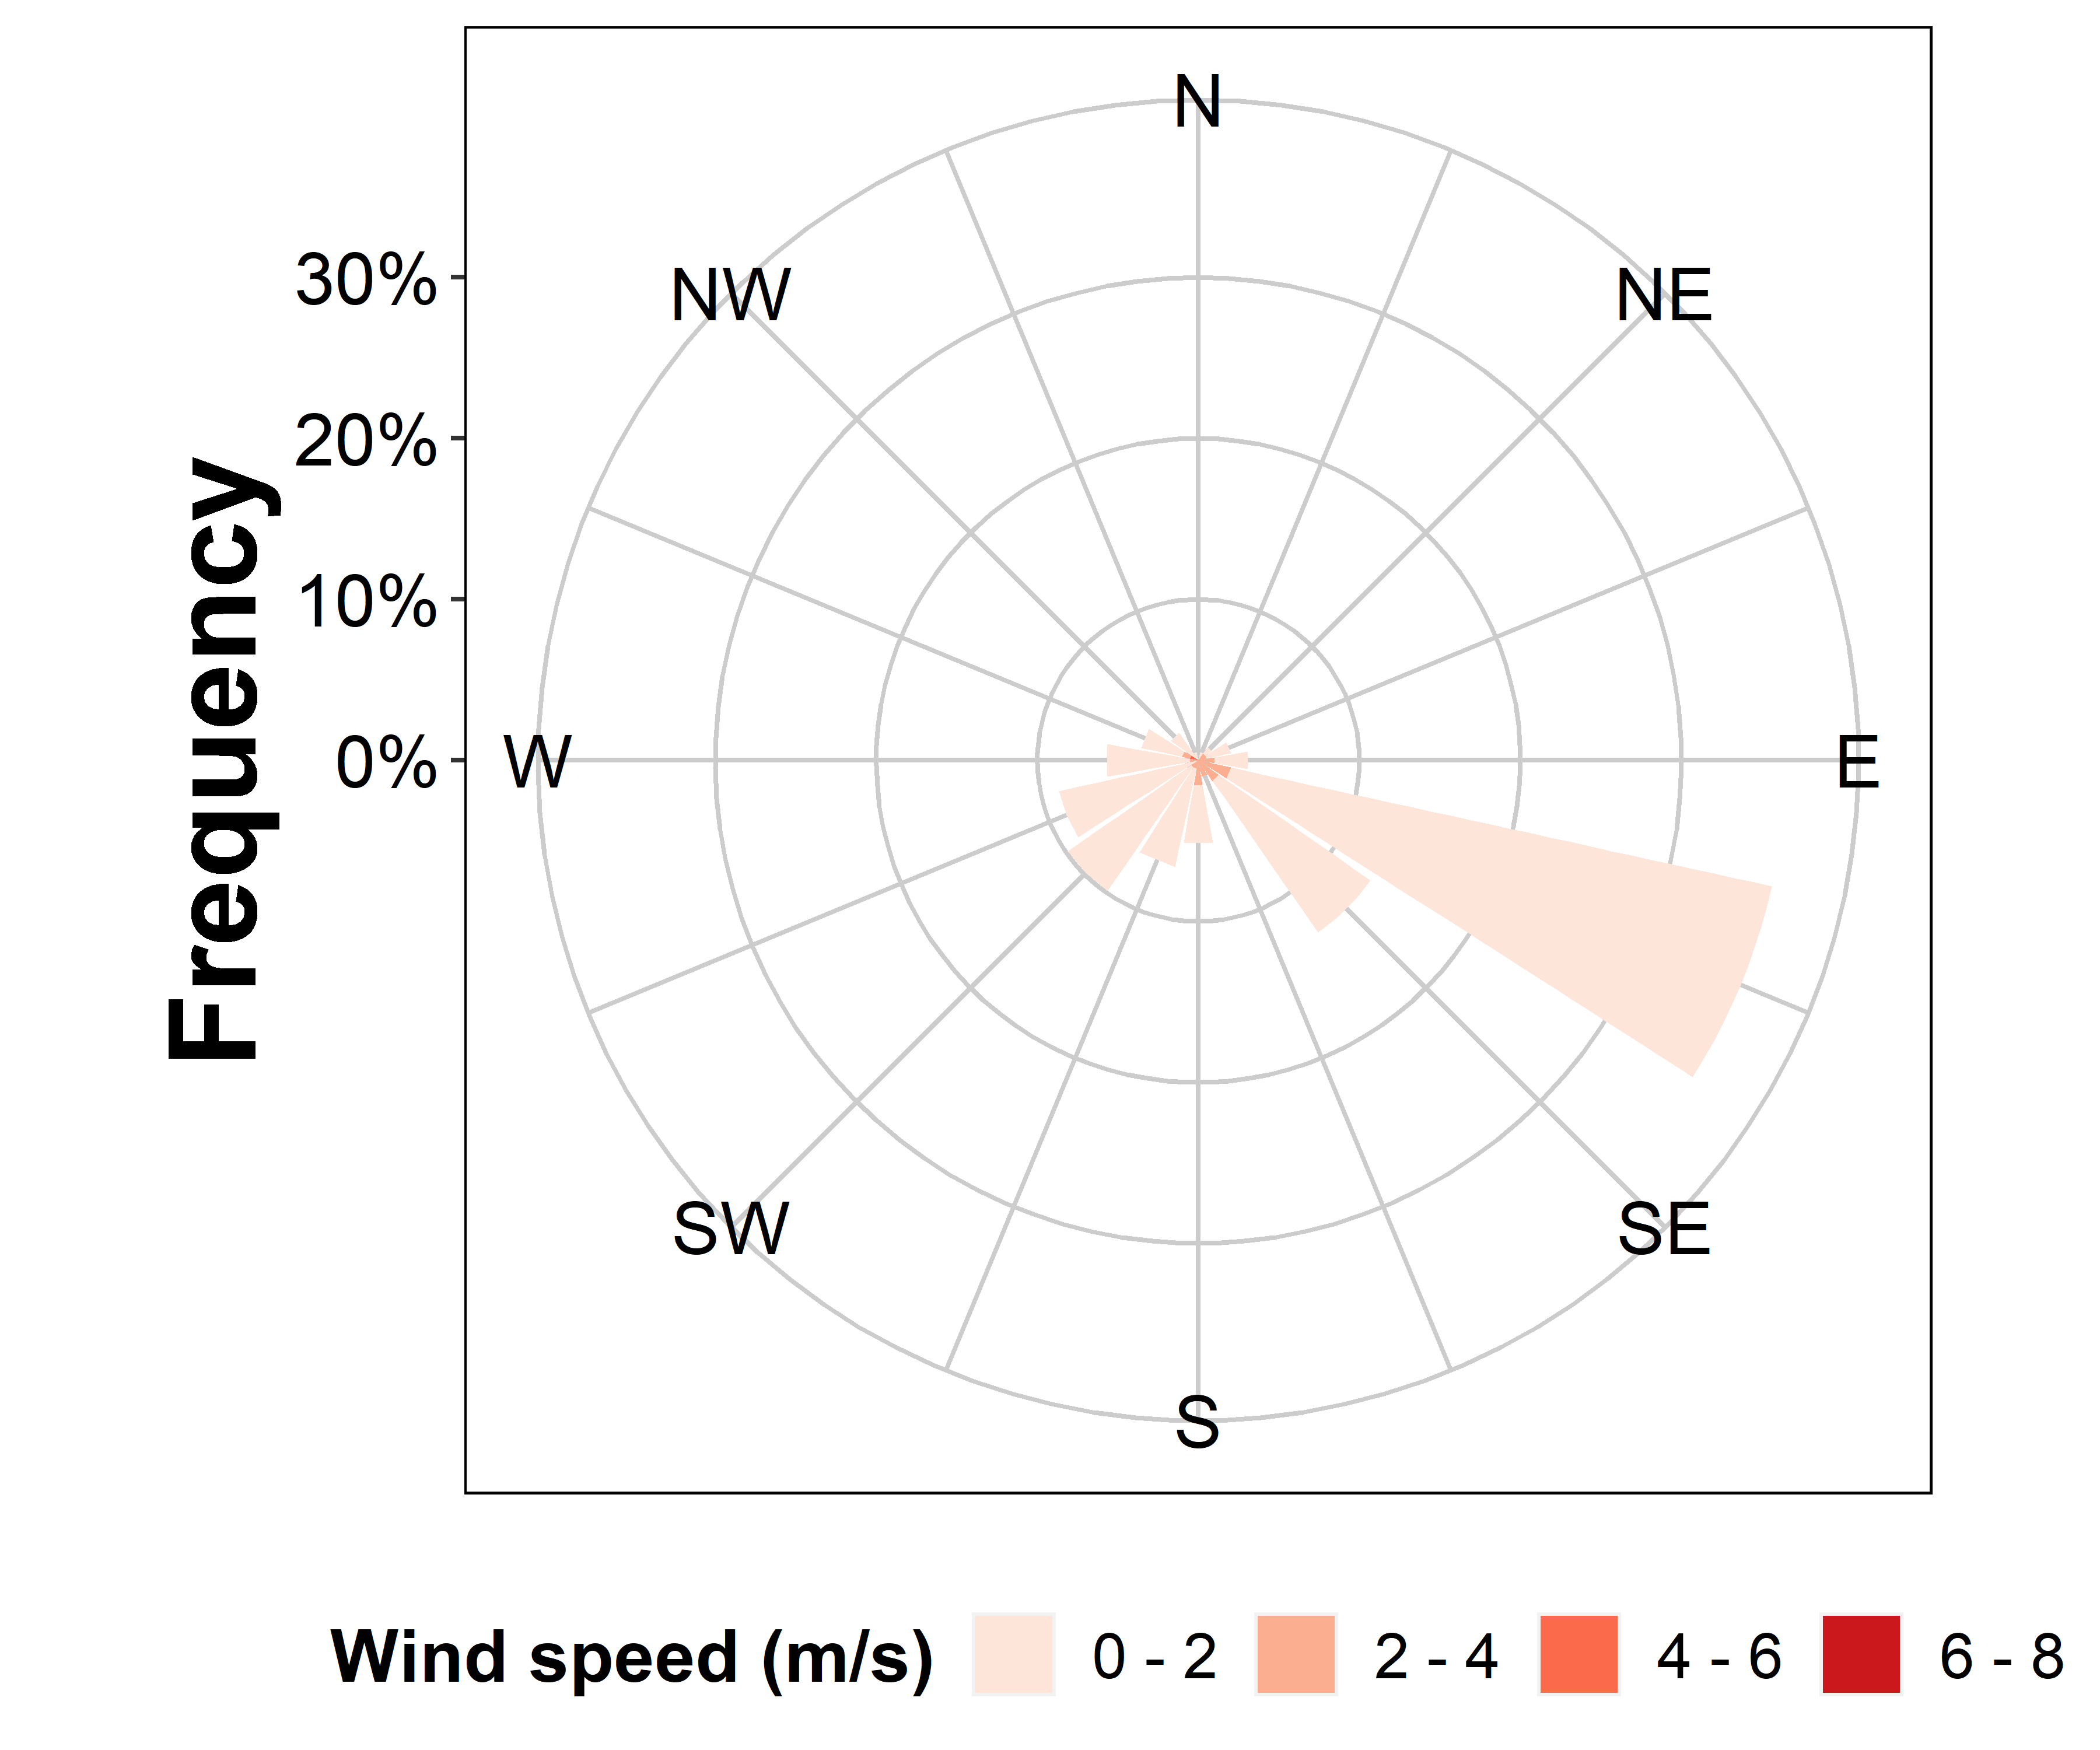 N
30%
NW
NE
20%
10%
Frequency
0%
W
E
SW
SE
S
Wind speed (m/s)
0 - 2
2 - 4
4 - 6
6 - 8